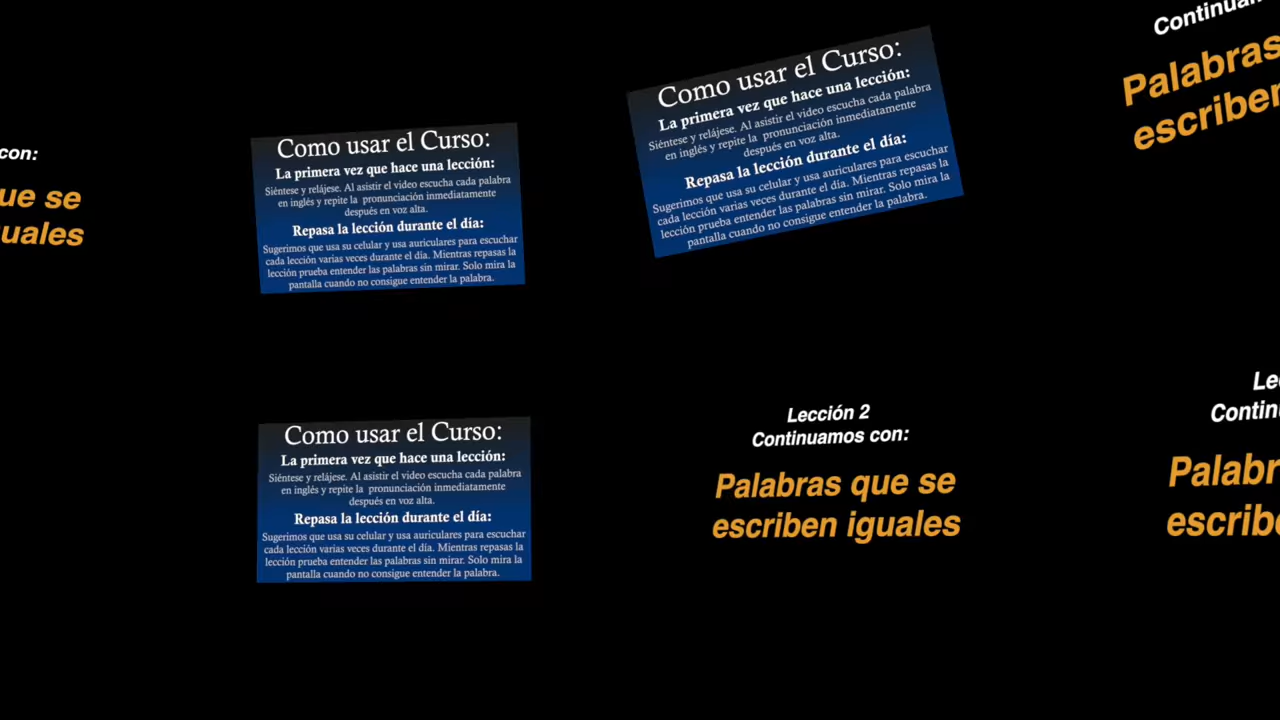 Continuam
Palabras
escriben
con:
ue se
uales
Como usar el Curso:
La primera vez que hace una lección:
Siéntese y relájese. Al asistir el video escucha cada palabra
en inglés y repite la pronunciación inmediatamente
después en voz alta.
Repasa la lección durante el día:
Sugerimos que usa su celular y usa auriculares para escuchar
cada lección varias veces durante el día. Mientras repasas la
lección prueba entender las palabras sin mirar. Solo mira la
pantalla cuando no consigue entender la palabra.
Como usar el Curso:
La primera vez que hace una lección:
Siéntese y relájese. Al asistir el video escucha cada palabra
en inglés y repite la pronunciación inmediatamente
después en voz alta.
Repasa la lección durante el día:
Sugerimos que usa su celular y usa auriculares para escuchar
cada lección varias veces durante el día. Mientras repasas la
lección prueba entender las palabras sin mirar. Solo mira la
pantalla cuando no consigue entender la palabra.
Como usar el Curso:
La primera vez que hace una lección:
Siéntese y relájese. Al asistir el video escucha cada palabra
en inglés y repite la pronunciación inmediatamente
después en voz alta.
Repasa la lección durante el día:
Sugerimos que usa su celular y usa auriculares para escuchar
cada lección varias veces durante el día. Mientras repasas la
lección prueba entender las palabras sin mirar. Solo mira la
pantalla cuando no consigue entender la palabra.
Lección 2
Continuamos con:
Palabras que se
escriben iguales
Lec
Continu
Palabr
escribe